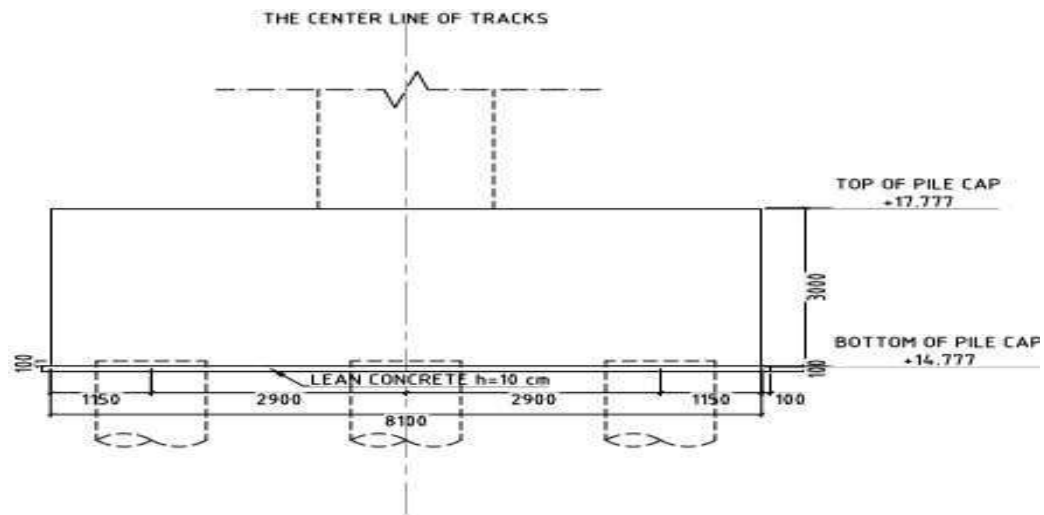 THE CENTER LINE OF TRACKS
TOP OF PILE CAP
+17.777
3000
BOTTOM OF PILE CAP
+14.777
100
100
LEAN CONCRETE h=10 cm
1150
2900
2900
1150
100
8100